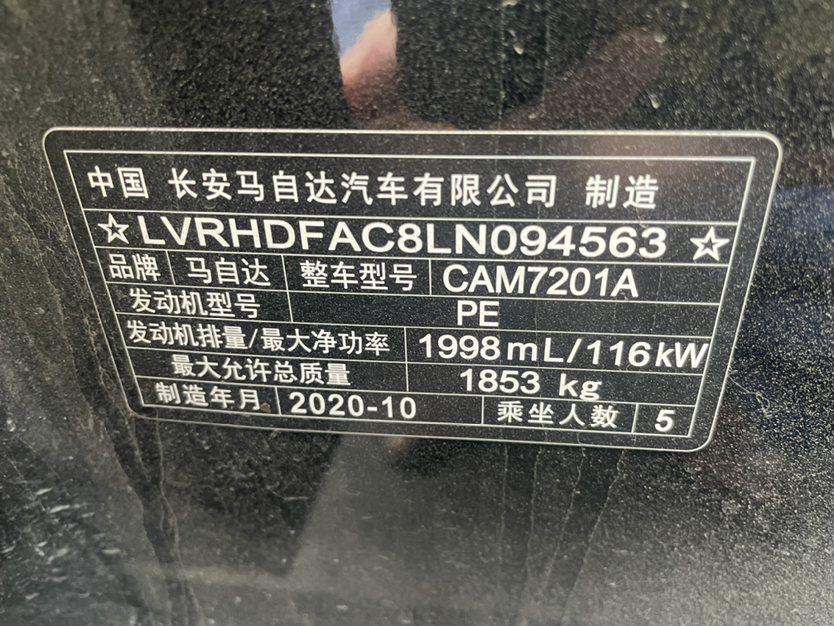 中国 长安马自达汽车有限公司 制造
☆LVRHDFAC8LN094563☆
品牌 马自达 整车型号 CAM7201A
发动机型号 PE
发动机排量/最大净功率 1998mL/116kW
最大允许总质量 1853 kg
制造年月 2020-10 乘坐人数 5